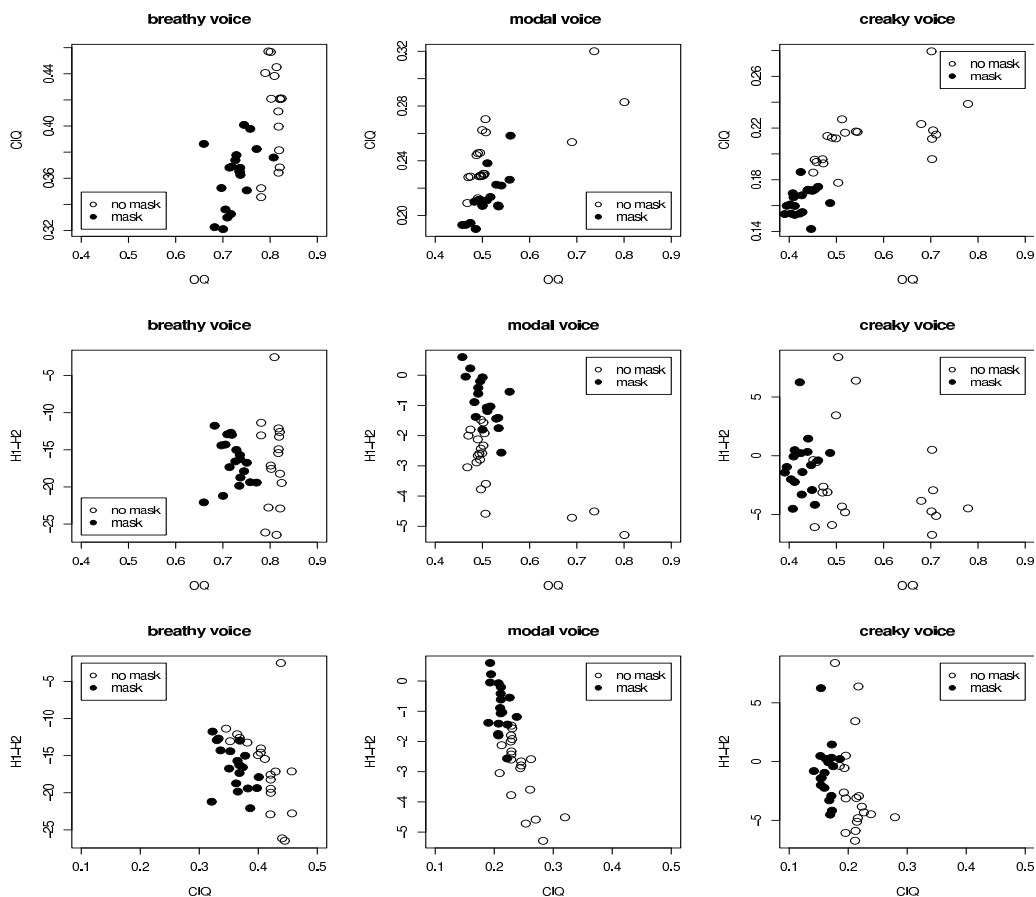 breathy voice
modal voice
creaky voice
ClQ
0.32 0.36 0.40 0.44
no mask
mask
0.4 0.5 0.6 0.7 0.8 0.9
OQ
ClQ
0.20 0.24 0.28 0.32
no mask
mask
0.4 0.5 0.6 0.7 0.8 0.9
OQ
ClQ
0.14 0.18 0.22 0.26
no mask
mask
0.4 0.5 0.6 0.7 0.8 0.9
OQ
breathy voice
modal voice
creaky voice
H1−H2
−25 −20 −15 −10 −5
no mask
mask
0.4 0.5 0.6 0.7 0.8 0.9
OQ
H1−H2
−5 −4 −3 −2 −1 0
no mask
mask
0.4 0.5 0.6 0.7 0.8 0.9
OQ
H1−H2
−5 0 5
no mask
mask
0.4 0.5 0.6 0.7 0.8 0.9
OQ
breathy voice
modal voice
creaky voice
H1−H2
−25 −20 −15 −10 −5
no mask
mask
0.1 0.2 0.3 0.4 0.5
ClQ
H1−H2
−5 −4 −3 −2 −1 0
no mask
mask
0.1 0.2 0.3 0.4 0.5
ClQ
H1−H2
−5 0 5
no mask
mask
0.1 0.2 0.3 0.4 0.5
ClQ